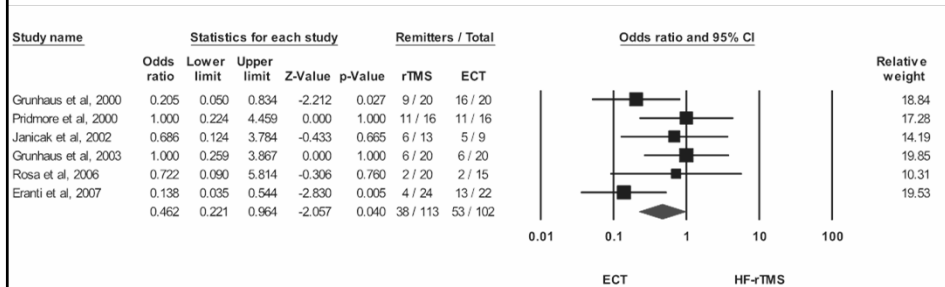 Study name Statistics for each study Remitters / Total Odds ratio and 95% CI
Odds ratio Lower limit Upper limit Z-Value p-Value rTMS ECT Relative weight
Grunhaus et al, 2000 0.205 0.050 0.834 -2.212 0.027 9 / 20 16 / 20 18.84
Pridmore et al, 2000 1.000 0.224 4.459 0.000 1.000 11 / 16 11 / 16 17.28
Janicak et al, 2002 0.686 0.124 3.784 -0.433 0.665 6 / 13 5 / 9 14.19
Grunhaus et al, 2003 1.000 0.259 3.867 0.000 1.000 6 / 20 6 / 20 19.85
Rosa et al, 2006 0.722 0.090 5.814 -0.306 0.760 2 / 20 2 / 15 10.31
Eranti et al, 2007 0.138 0.035 0.544 -2.830 0.005 4 / 24 13 / 22 19.53
0.462 0.221 0.964 -2.057 0.040 38 / 113 53 / 102
0.01 0.1 1 10 100
ECT HF-rTMS